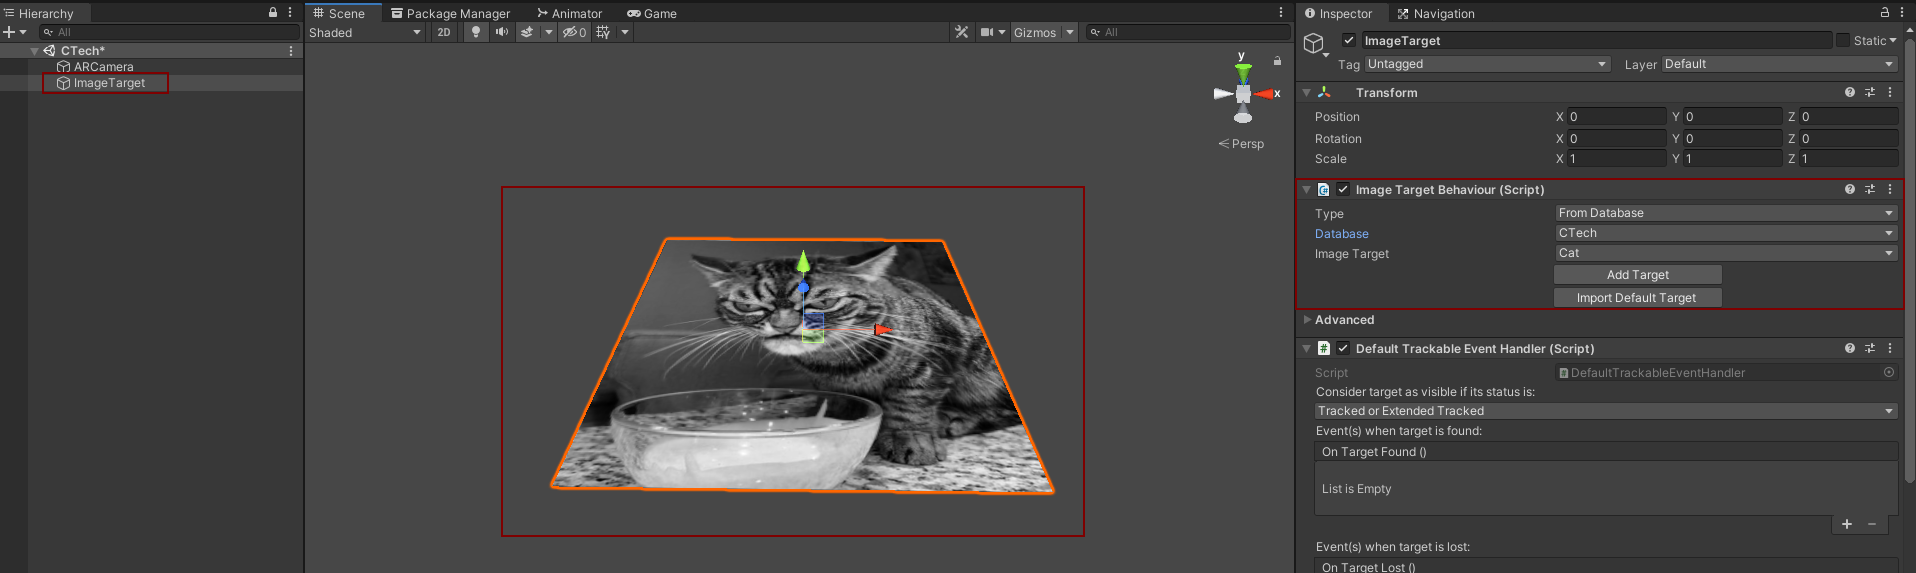 Hierarchy
All
CTech*
ARCamera
ImageTarget
Scene
Package Manager
Animator
Game
Shaded
2D
0
Gizmos
All
y
x
Persp
Inspector
Navigation
ImageTarget
Static
Tag Untagged
Layer Default
Transform
Position X 0 Y 0 Z 0
Rotation X 0 Y 0 Z 0
Scale X 1 Y 1 Z 1
Image Target Behaviour (Script)
Type From Database
Database CTech
Image Target Cat
Add Target
Import Default Target
Advanced
# Default Trackable Event Handler (Script)
Script DefaultTrackableEventHandler
Consider target as visible if its status is:
Tracked or Extended Tracked
Event(s) when target is found:
On Target Found ()
List is Empty
Event(s) when target is lost:
On Target Lost ()